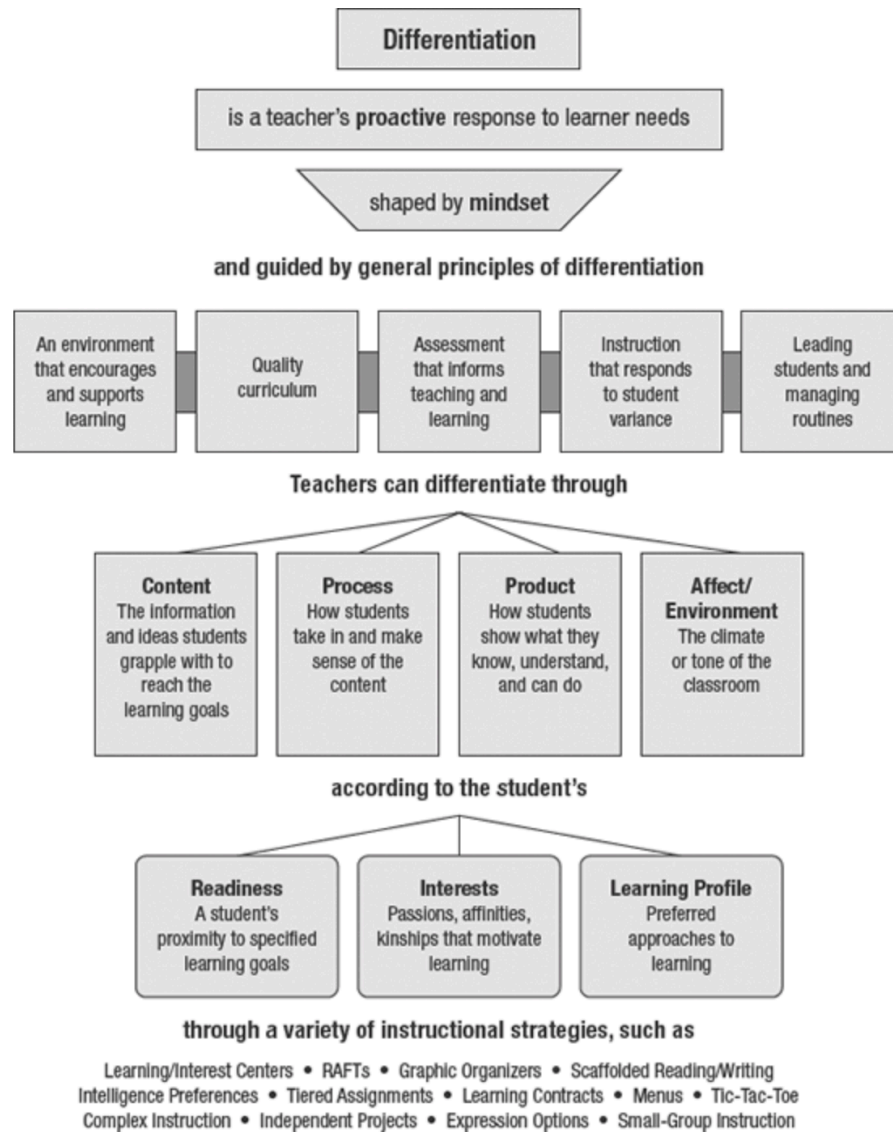 Differentiation
is a teacher's proactive response to learner needs
shaped by mindset
and guided by general principles of differentiation
An environment
that encourages
and supports
learning
Quality
curriculum
Assessment
that informs
teaching and
learning
Instruction
that responds
to student
variance
Leading
students and
managing
routines
Teachers can differentiate through
Content
The information
and ideas students
grapple with to
reach the
learning goals
Process
How students
take in and make
sense of the
content
Product
How students
show what they
know, understand,
and can do
Affect/
Environment
The climate
or tone of the
classroom
according to the student's
Readiness
A student's
proximity to specified
learning goals
Interests
Passions, affinities,
kinships that motivate
learning
Learning Profile
Preferred
approaches to
learning
through a variety of instructional strategies, such as
Learning/Interest Centers • RAFTs • Graphic Organizers • Scaffolded Reading/Writing
Intelligence Preferences • Tiered Assignments • Learning Contracts • Menus • Tic-Tac-Toe
Complex Instruction • Independent Projects • Expression Options • Small-Group Instruction